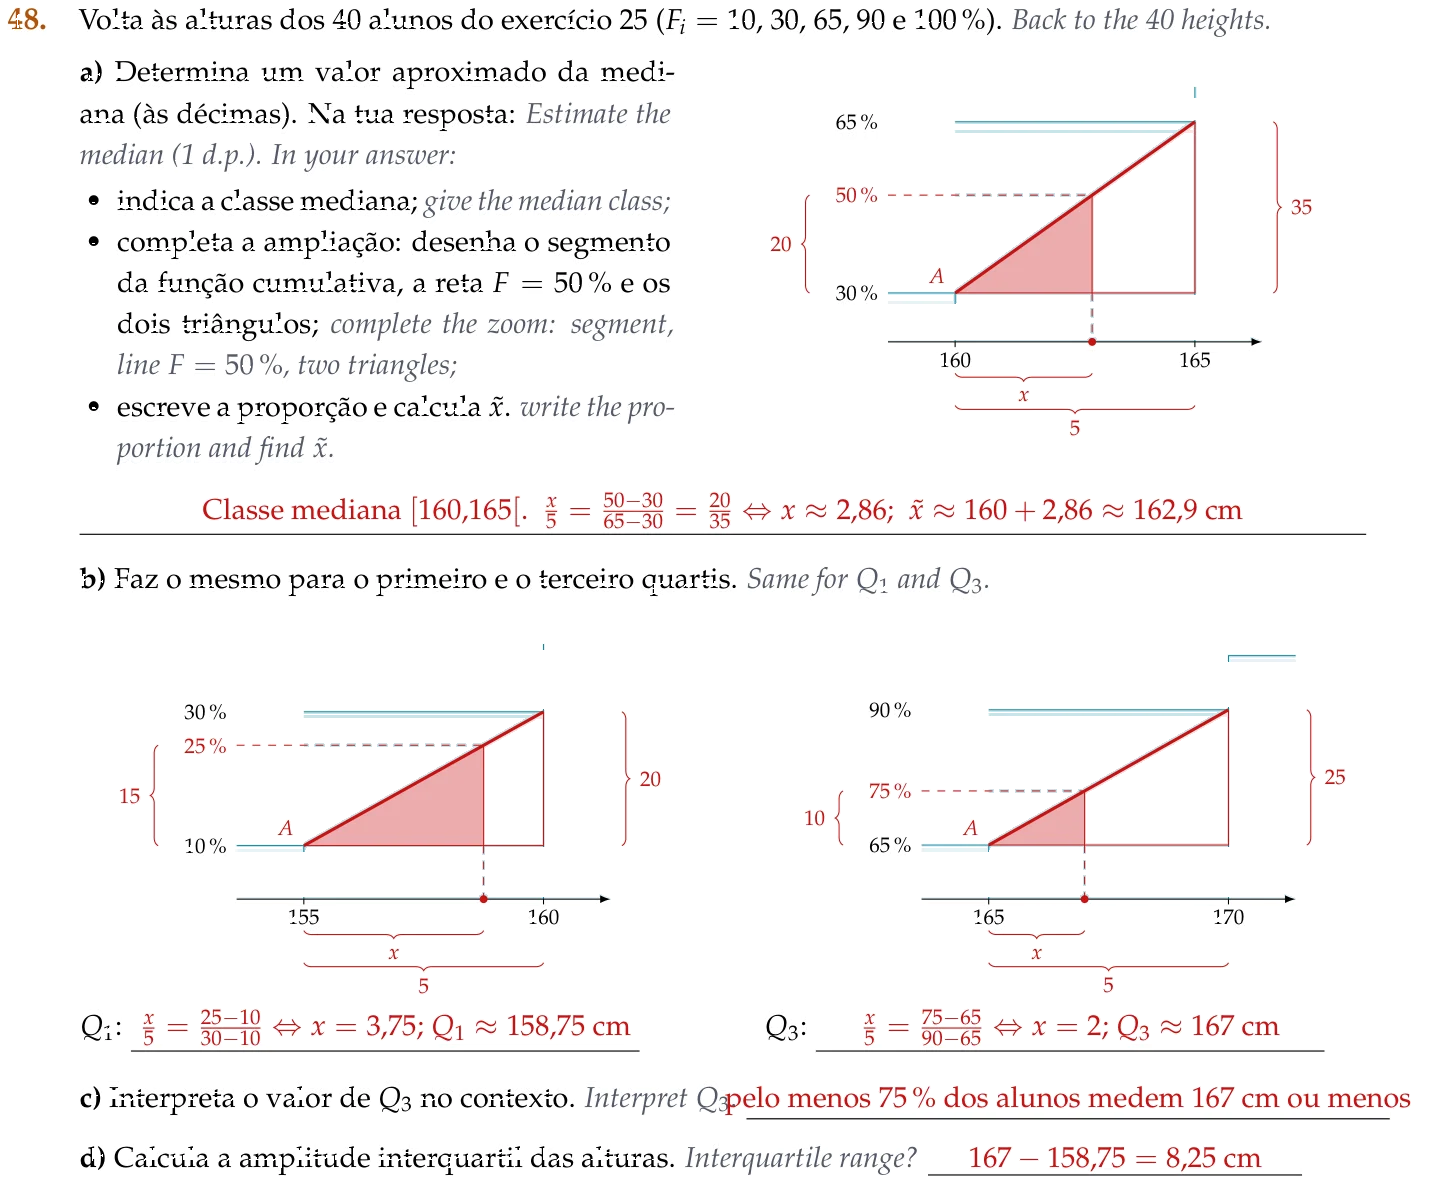 48. Volta às alturas dos 40 alunos do exercício 25 (Fᵢ = 10, 30, 65, 90 e 100 %). Back to the 40 heights.
a) Determina um valor aproximado da medi-
ana (às décimas). Na tua resposta: Estimate the
median (1 d.p.). In your answer:
• indica a classe mediana; give the median class;
• completa a ampliação: desenha o segmento
da função cumulativa, a reta F = 50 % e os
dois triângulos; complete the zoom: segment,
line F = 50 %, two triangles;
• escreve a proporção e calcula x̃. write the pro-
portion and find x̃.
65 %
50 %
35
20
A
30 %
160 165
x
5
Classe mediana [160,165[. x/5 = (50−30)/(65−30) = 20/35 ⇔ x ≈ 2,86; x̃ ≈ 160 + 2,86 ≈ 162,9 cm
b) Faz o mesmo para o primeiro e o terceiro quartis. Same for Q₁ and Q₃.
30 %
25 %
20
15
A
10 %
155 160
x
5
90 %
25
75 %
10
A
65 %
165 170
x
5
Q₁: x/5 = (25−10)/(30−10) ⇔ x = 3,75; Q₁ ≈ 158,75 cm
Q₃: x/5 = (75−65)/(90−65) ⇔ x = 2; Q₃ ≈ 167 cm
c) Interpreta o valor de Q₃ no contexto. Interpret Q₃. pelo menos 75 % dos alunos medem 167 cm ou menos
d) Calcula a amplitude interquartil das alturas. Interquartile range? 167 − 158,75 = 8,25 cm